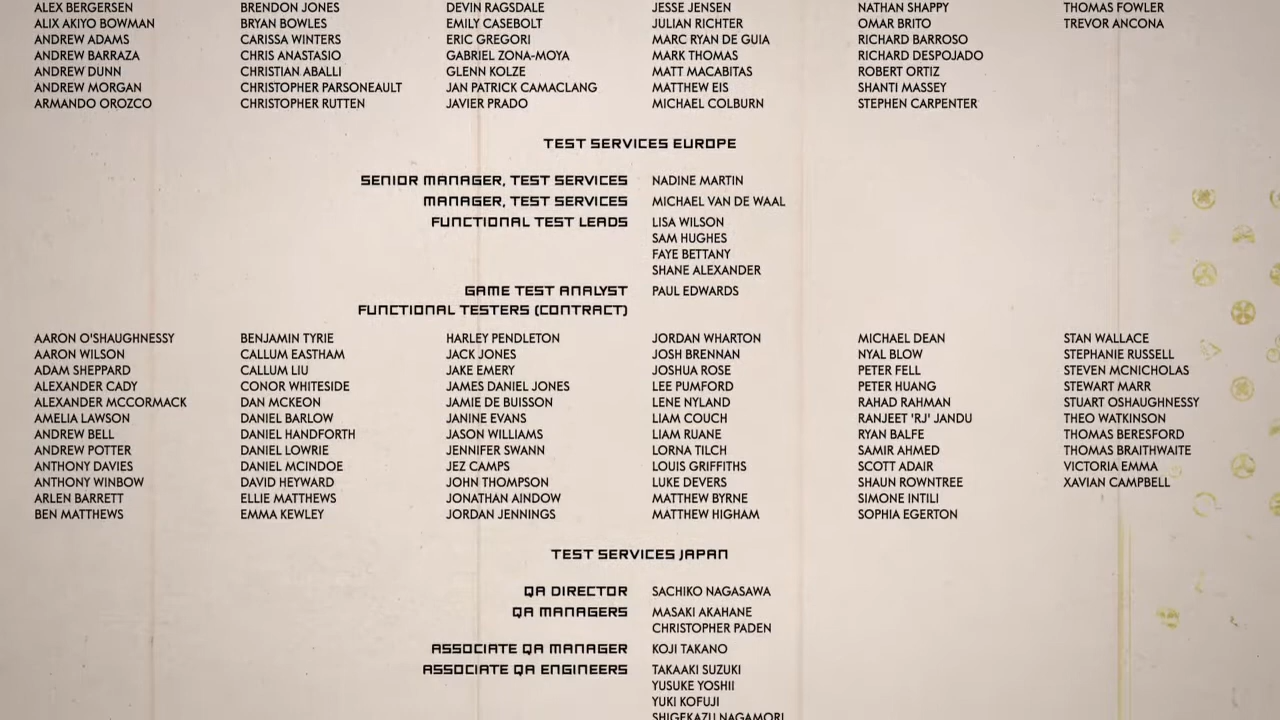 ALEX BERGERSEN BRENDON JONES DEVIN RAGSDALE JESSE JENSEN NATHAN SHAPPY THOMAS FOWLER
ALIX AKIYO BOWMAN BRYAN BOWLES EMILY CASEBOLT JULIAN RICHTER OMAR BRITO TREVOR ANCONA
ANDREW ADAMS CARISSA WINTERS ERIC GREGORI MARC RYAN DE GUIA RICHARD BARROSO
ANDREW BARRAZA CHRIS ANASTASIO GABRIEL ZONA-MOYA MARK THOMAS RICHARD DESPOJADO
ANDREW DUNN CHRISTIAN ABALLI GLENN KOLZE MATT MACABITAS ROBERT ORTIZ
ANDREW MORGAN CHRISTOPHER PARSONEAULT JAN PATRICK CAMACLANG MATTHEW EIS SHANTI MASSEY
ARMANDO OROZCO CHRISTOPHER RUTTEN JAVIER PRADO MICHAEL COLBURN STEPHEN CARPENTER
TEST SERVICES EUROPE
SENIOR MANAGER, TEST SERVICES NADINE MARTIN
MANAGER, TEST SERVICES MICHAEL VAN DE WAAL
FUNCTIONAL TEST LEADS LISA WILSON
SAM HUGHES
FAYE BETTANY
SHANE ALEXANDER
GAME TEST ANALYST PAUL EDWARDS
FUNCTIONAL TESTERS (CONTRACT)
AARON O'SHAUGHNESSY BENJAMIN TYRIE HARLEY PENDLETON JORDAN WHARTON MICHAEL DEAN STAN WALLACE
AARON WILSON CALLUM EASTHAM JACK JONES JOSH BRENNAN NYAL BLOW STEPHANIE RUSSELL
ADAM SHEPPARD CALLUM LIU JAKE EMERY JOSHUA ROSE PETER FELL STEVEN MCNICHOLAS
ALEXANDER CADY CONOR WHITESIDE JAMES DANIEL JONES LEE PUMFORD PETER HUANG STEWART MARR
ALEXANDER MCCORMACK DAN MCKEON JAMIE DE BUISSON LENE NYLAND RAHAD RAHMAN STUART OSHAUGHNESSY
AMELIA LAWSON DANIEL BARLOW JANINE EVANS LIAM COUCH RANJEET 'RJ' JANDU THEO WATKINSON
ANDREW BELL DANIEL HANDFORTH JASON WILLIAMS LIAM RUANE RYAN BALFE THOMAS BERESFORD
ANDREW POTTER DANIEL LOWRIE JENNIFER SWANN LORNA TILCH SAMIR AHMED THOMAS BRAITHWAITE
ANTHONY DAVIES DANIEL MCINDOE JEZ CAMPS LOUIS GRIFFITHS SCOTT ADAIR VICTORIA EMMA
ANTHONY WINBOW DAVID HEYWARD JOHN THOMPSON LUKE DEVERS SHAUN ROWNTREE XAVIAN CAMPBELL
ARLEN BARRETT ELLIE MATTHEWS JONATHAN AINDOW MATTHEW BYRNE SIMONE INTILI
BEN MATTHEWS EMMA KEWLEY JORDAN JENNINGS MATTHEW HIGHAM SOPHIA EGERTON
TEST SERVICES JAPAN
QA DIRECTOR SACHIKO NAGASAWA
QA MANAGERS MASAKI AKAHANE
CHRISTOPHER PADEN
ASSOCIATE QA MANAGER KOJI TAKANO
ASSOCIATE QA ENGINEERS TAKAAKI SUZUKI
YUSUKE YOSHII
YUKI KOFUJI
SHIGEKAZU NAGAMORI